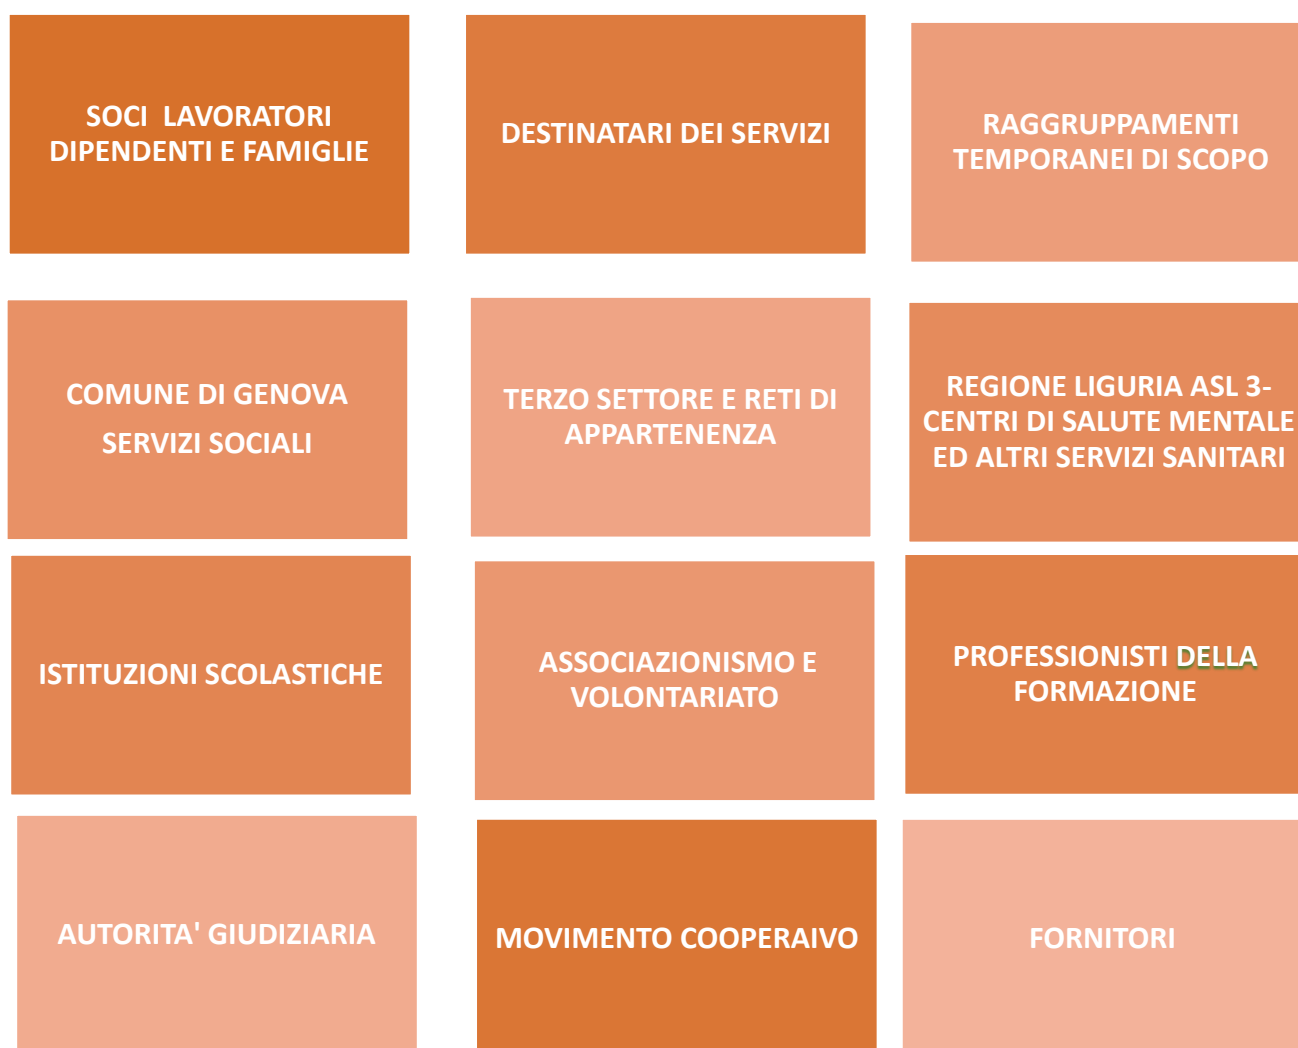 SOCI LAVORATORI
DIPENDENTI E FAMIGLIE
DESTINATARI DEI SERVIZI
RAGGRUPPAMENTI
TEMPORANEI DI SCOPO
COMUNE DI GENOVA
SERVIZI SOCIALI
TERZO SETTORE E RETI DI
APPARTENENZA
REGIONE LIGURIA ASL 3-
CENTRI DI SALUTE MENTALE
ED ALTRI SERVIZI SANITARI
ISTITUZIONI SCOLASTICHE
ASSOCIAZIONISMO E
VOLONTARIATO
PROFESSIONISTI DELLA
FORMAZIONE
AUTORITA' GIUDIZIARIA
MOVIMENTO COOPERAIVO
FORNITORI